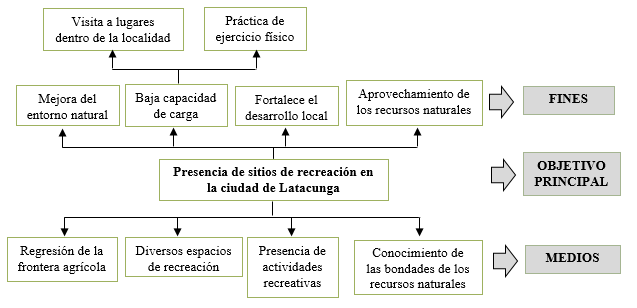 Visita a lugares
dentro de la localidad
Práctica de
ejercicio físico
Mejora del
entorno natural
Baja capacidad
de carga
Fortalece el
desarrollo local
Aprovechamiento de
los recursos naturales
FINES
Presencia de sitios de recreación en
la ciudad de Latacunga
OBJETIVO
PRINCIPAL
Regresión de la
frontera agrícola
Diversos espacios
de recreación
Presencia de
actividades
recreativas
Conocimiento de
las bondades de los
recursos naturales
MEDIOS